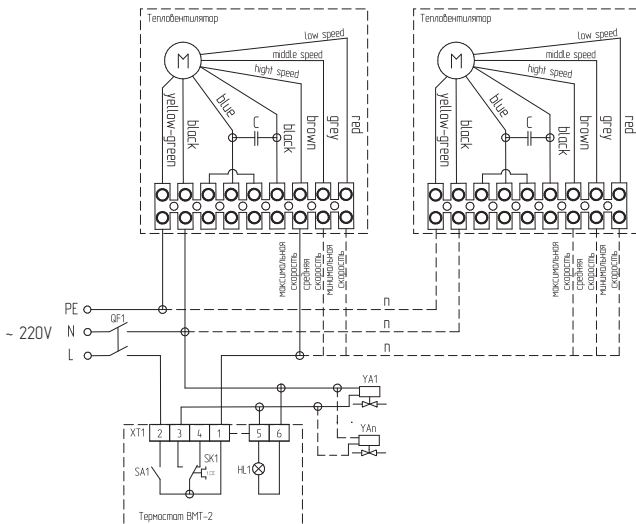 Тепловентилятор
low speed
middle speed
hight speed
M
yellow-green
black
blue
C
black
brown
grey
red
Тепловентилятор
low speed
middle speed
hight speed
M
yellow-green
black
blue
C
black
brown
grey
red
максимальная
скорость
средняя
скорость
минимальная
скорость
максимальная
скорость
средняя
скорость
минимальная
скорость
PE
n
QF1
~ 220V
N
n
L
n
YA1
YAn
XT1
2
3
4
1
5
6
SA1
SK1
HL1
Термостат ВМТ-2